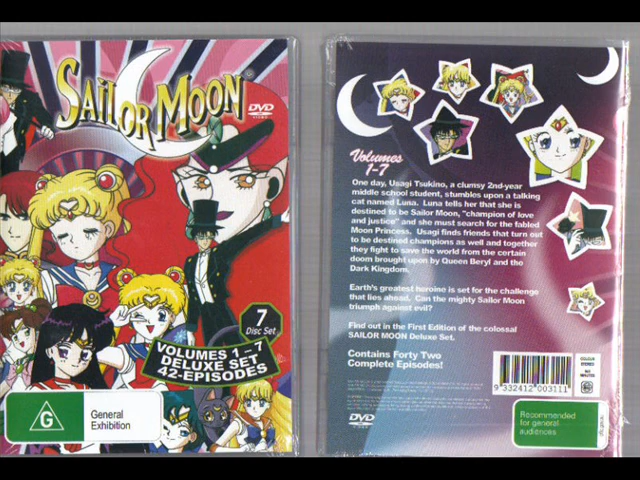 SAILOR MOON
DVD
VIDEO
7
Disc Set
VOLUMES 1-7
DELUXE SET
42-EPISODES
G
General
Exhibition
Volumes
1-7
One day, Usagi Tsukino, a clumsy 2nd-year
middle school student, stumbles upon a talking
cat named Luna. Luna tells her that she is
destined to be Sailor Moon, "champion of love
and justice" and she must search for the fabled
Moon Princess. Usagi finds friends that turn out
to be destined champions as well and together
they fight to save the world from the certain
doom brought upon by Queen Beryl and the
Dark Kingdom.
Earth's greatest heroine is set for the challenge
that lies ahead. Can the mighty Sailor Moon
triumph against evil?
Find out in the First Edition of the colossal
SAILOR MOON Deluxe Set.
Contains Forty Two
Complete Episodes!
9 332412 003111
DVD
Recommended
for general
audiences